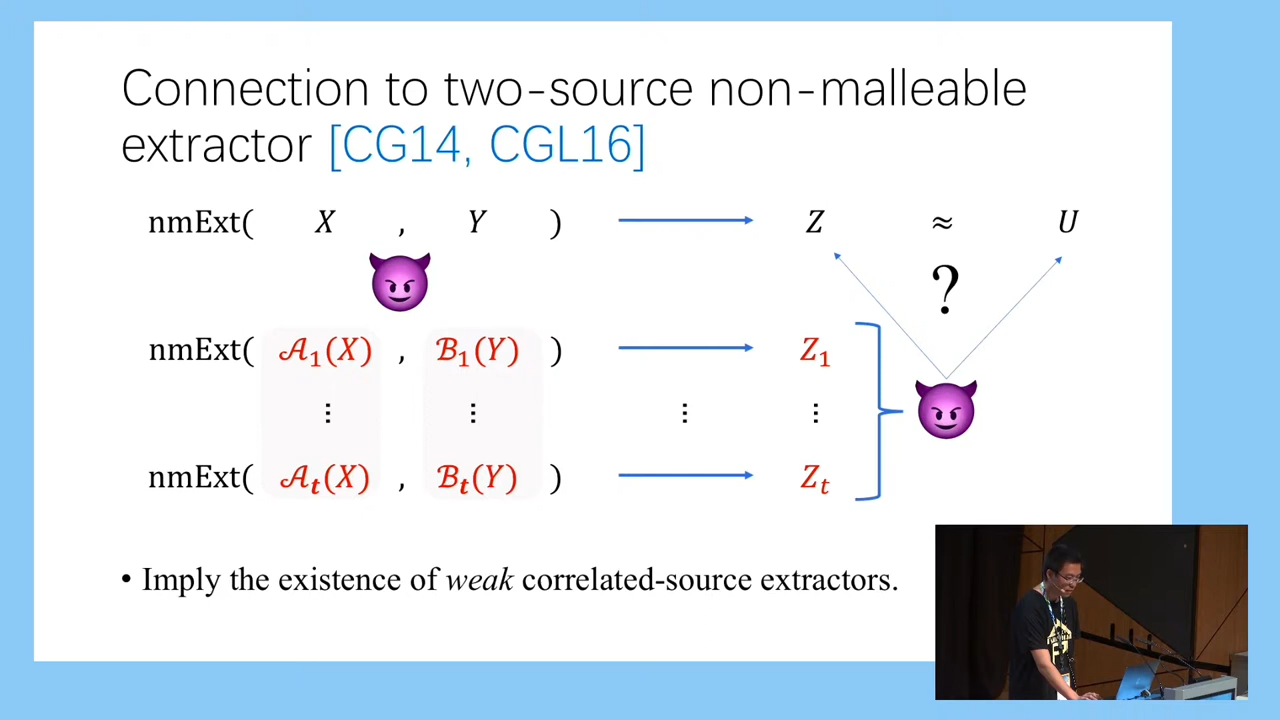 Connection to two-source non-malleable
extractor [CG14, CGL16]
nmExt( X , Y ) Z ≈ U
?
nmExt( 𝒜₁(X) , ℬ₁(Y) ) Z₁
⋮ ⋮ ⋮ ⋮
nmExt( 𝒜ₜ(X) , ℬₜ(Y) ) Zₜ
• Imply the existence of weak correlated-source extractors.